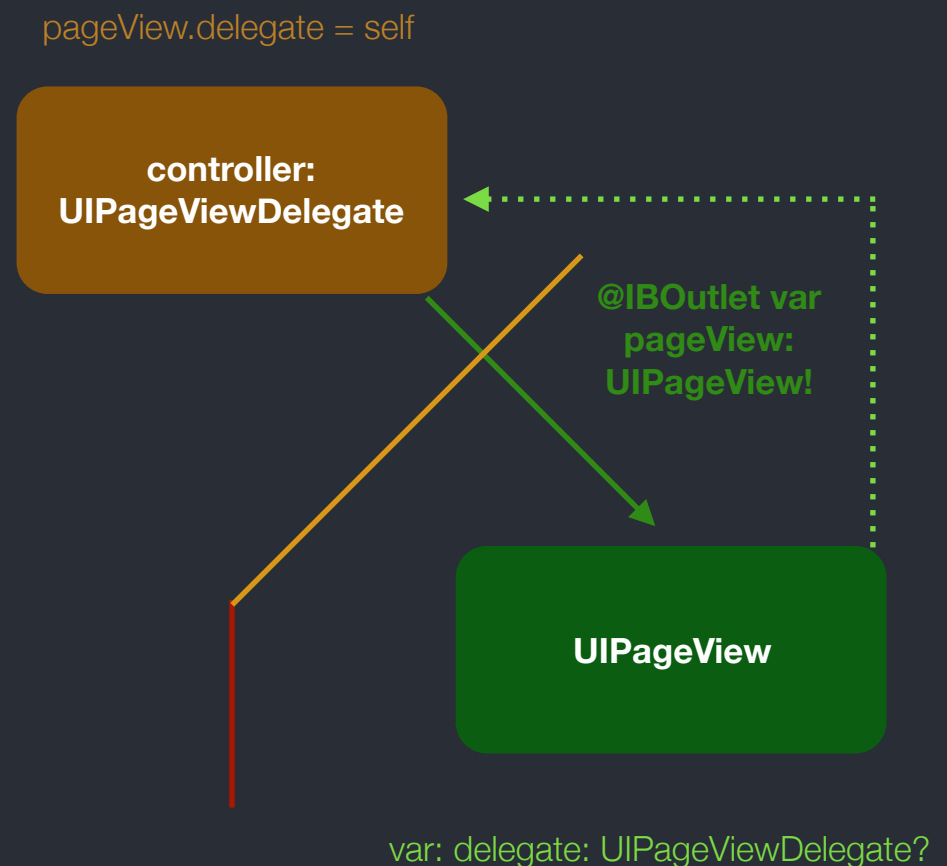 pageView.delegate = self
controller:
UIPageViewDelegate
@IBOutlet var
pageView:
UIPageView!
UIPageView
var: delegate: UIPageViewDelegate?